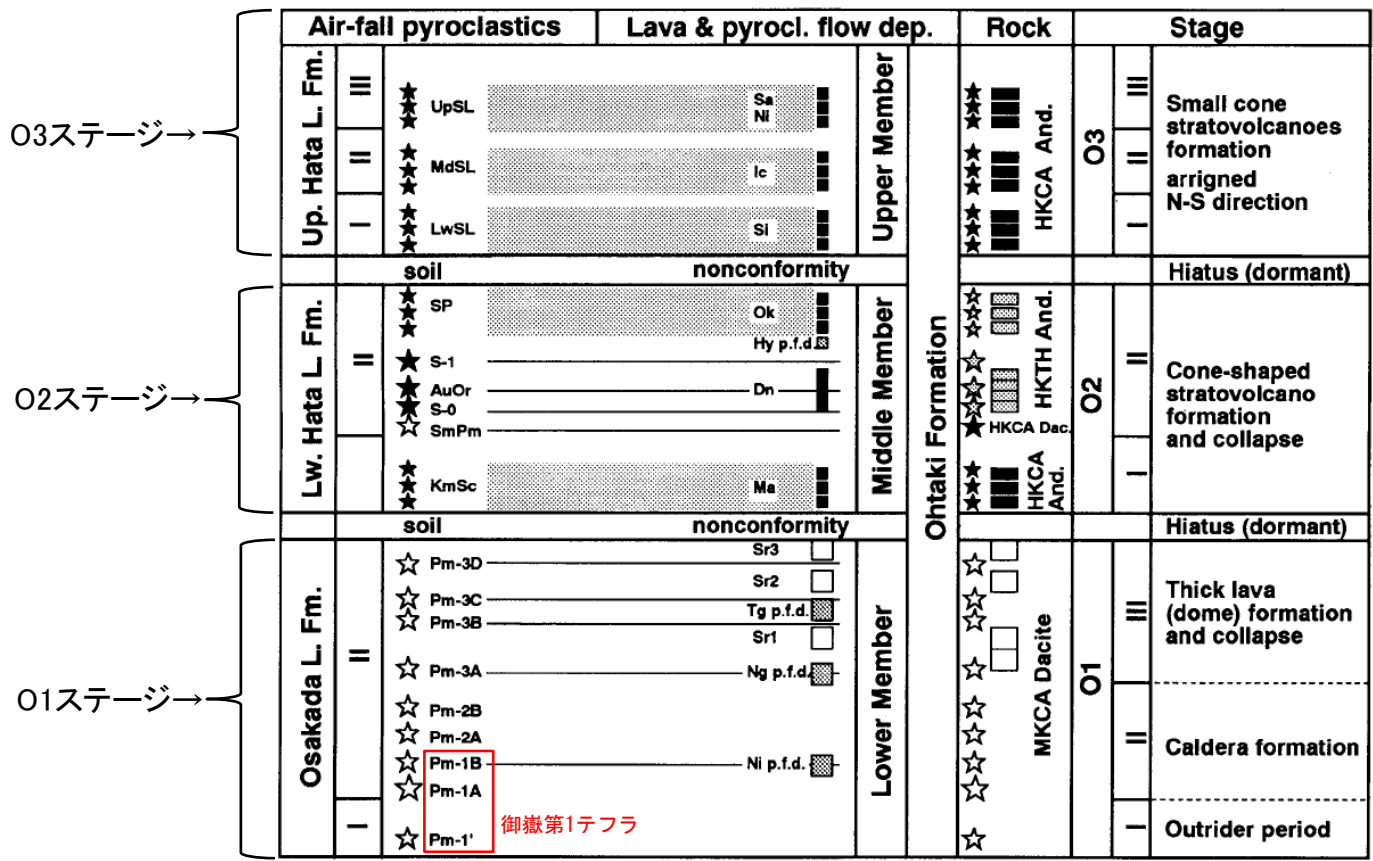 Air-fall pyroclastics
Lava & pyrocl. flow dep.
Rock
Stage
O3ステージ→
Up. Hata L. Fm.
III
II
I
UpSL
MdSL
LwSL
Sa
Ni
Ic
Si
Upper Member
HKCA And.
O3
III
II
I
Small cone
stratovolcanoes
formation
arrigned
N-S direction
soil
nonconformity
Hiatus (dormant)
O2ステージ→
Lw. Hata L. Fm.
II
SP
S-1
AuOr
S-0
SmPm
KmSc
Ok
Hy p.f.d.
Dn
Ma
Middle Member
Ohtaki Formation
HKTH And.
HKCA Dac.
HKCA
And.
O2
II
I
Cone-shaped
stratovolcano
formation
and collapse
soil
nonconformity
Hiatus (dormant)
O1ステージ→
Osakada L. Fm.
II
I
Pm-3D
Pm-3C
Pm-3B
Pm-3A
Pm-2B
Pm-2A
Pm-1B
Pm-1A
Pm-1'
御嶽第1テフラ
Sr3
Sr2
Tg p.f.d.
Sr1
Ng p.f.d.
Ni p.f.d.
Lower Member
MKCA Dacite
O1
III
II
I
Thick lava
(dome) formation
and collapse
Caldera formation
Outrider period